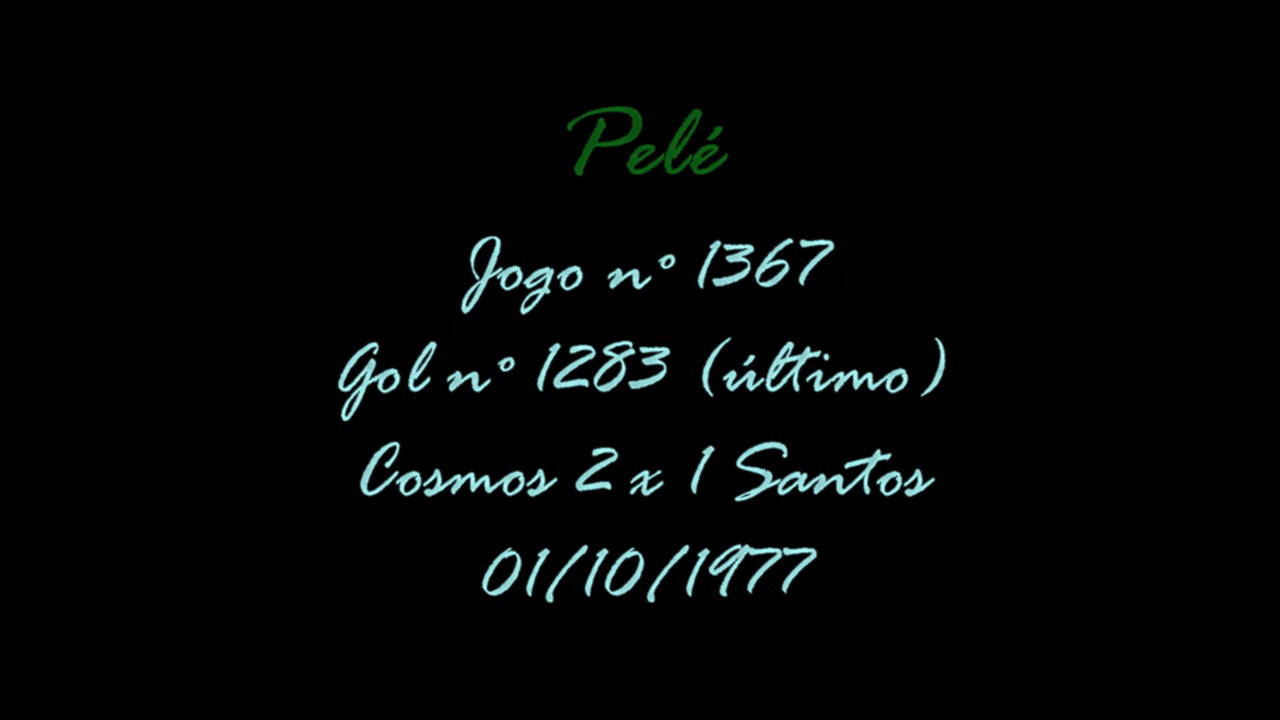 Pelé
Jogo nº 1367
Gol nº 1283 (último)
Cosmos 2 x 1 Santos
01/10/1977